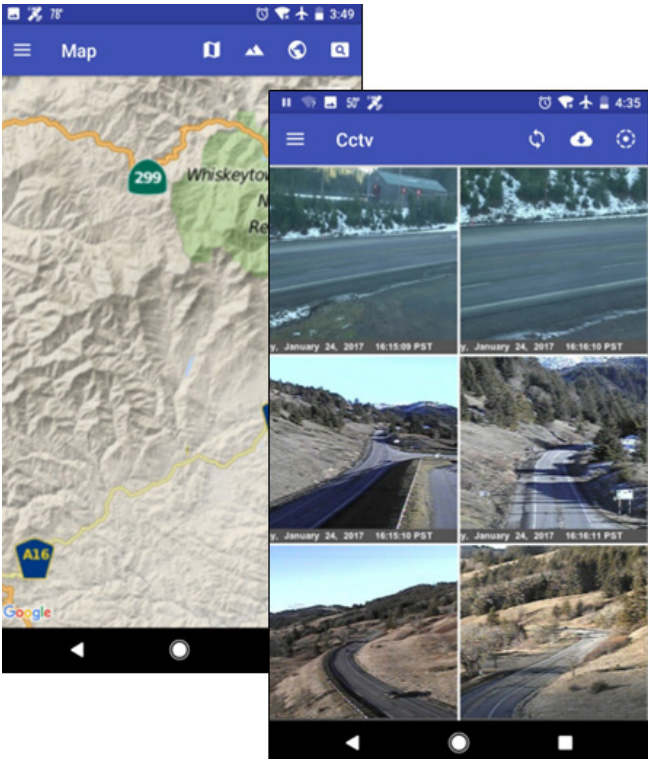 78°
3:49
Map
299
Whiskeytow
N
Re
A16
Google
50°
4:35
Cctv
y, January 24, 2017 16:15:09 PST
y, January 24, 2017 16:16:10 PST
y, January 24, 2017 16:15:10 PST
y, January 24, 2017 16:16:11 PST